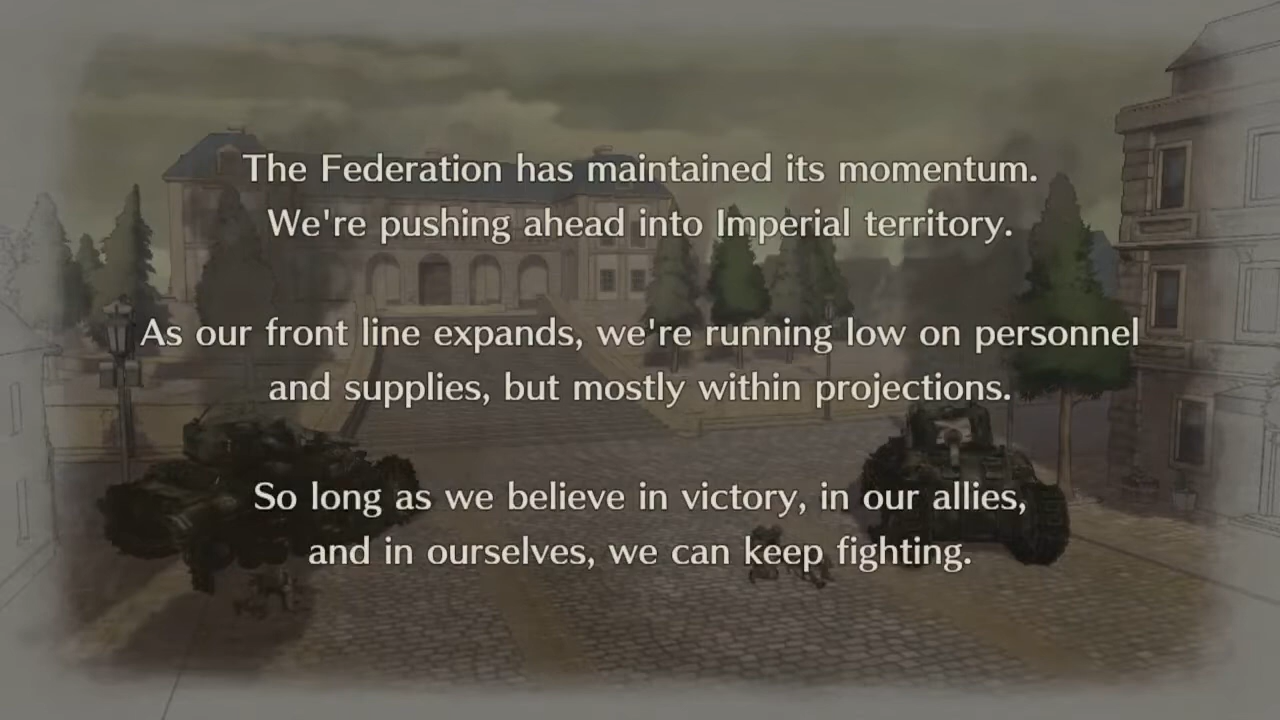 The Federation has maintained its momentum.
We're pushing ahead into Imperial territory.
As our front line expands, we're running low on personnel
and supplies, but mostly within projections.
So long as we believe in victory, in our allies,
and in ourselves, we can keep fighting.